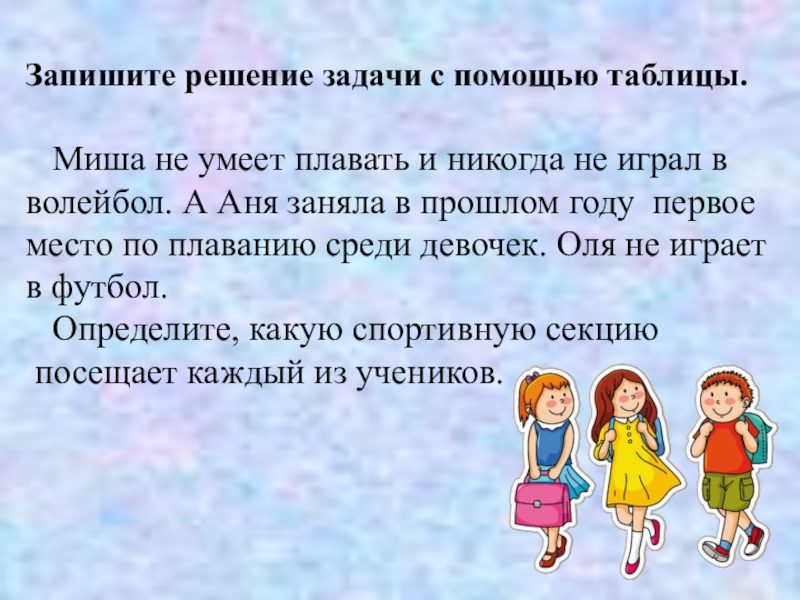 Запишите решение задачи с помощью таблицы.
Миша не умеет плавать и никогда не играл в
волейбол. А Аня заняла в прошлом году первое
место по плаванию среди девочек. Оля не играет
в футбол.
Определите, какую спортивную секцию
посещает каждый из учеников.